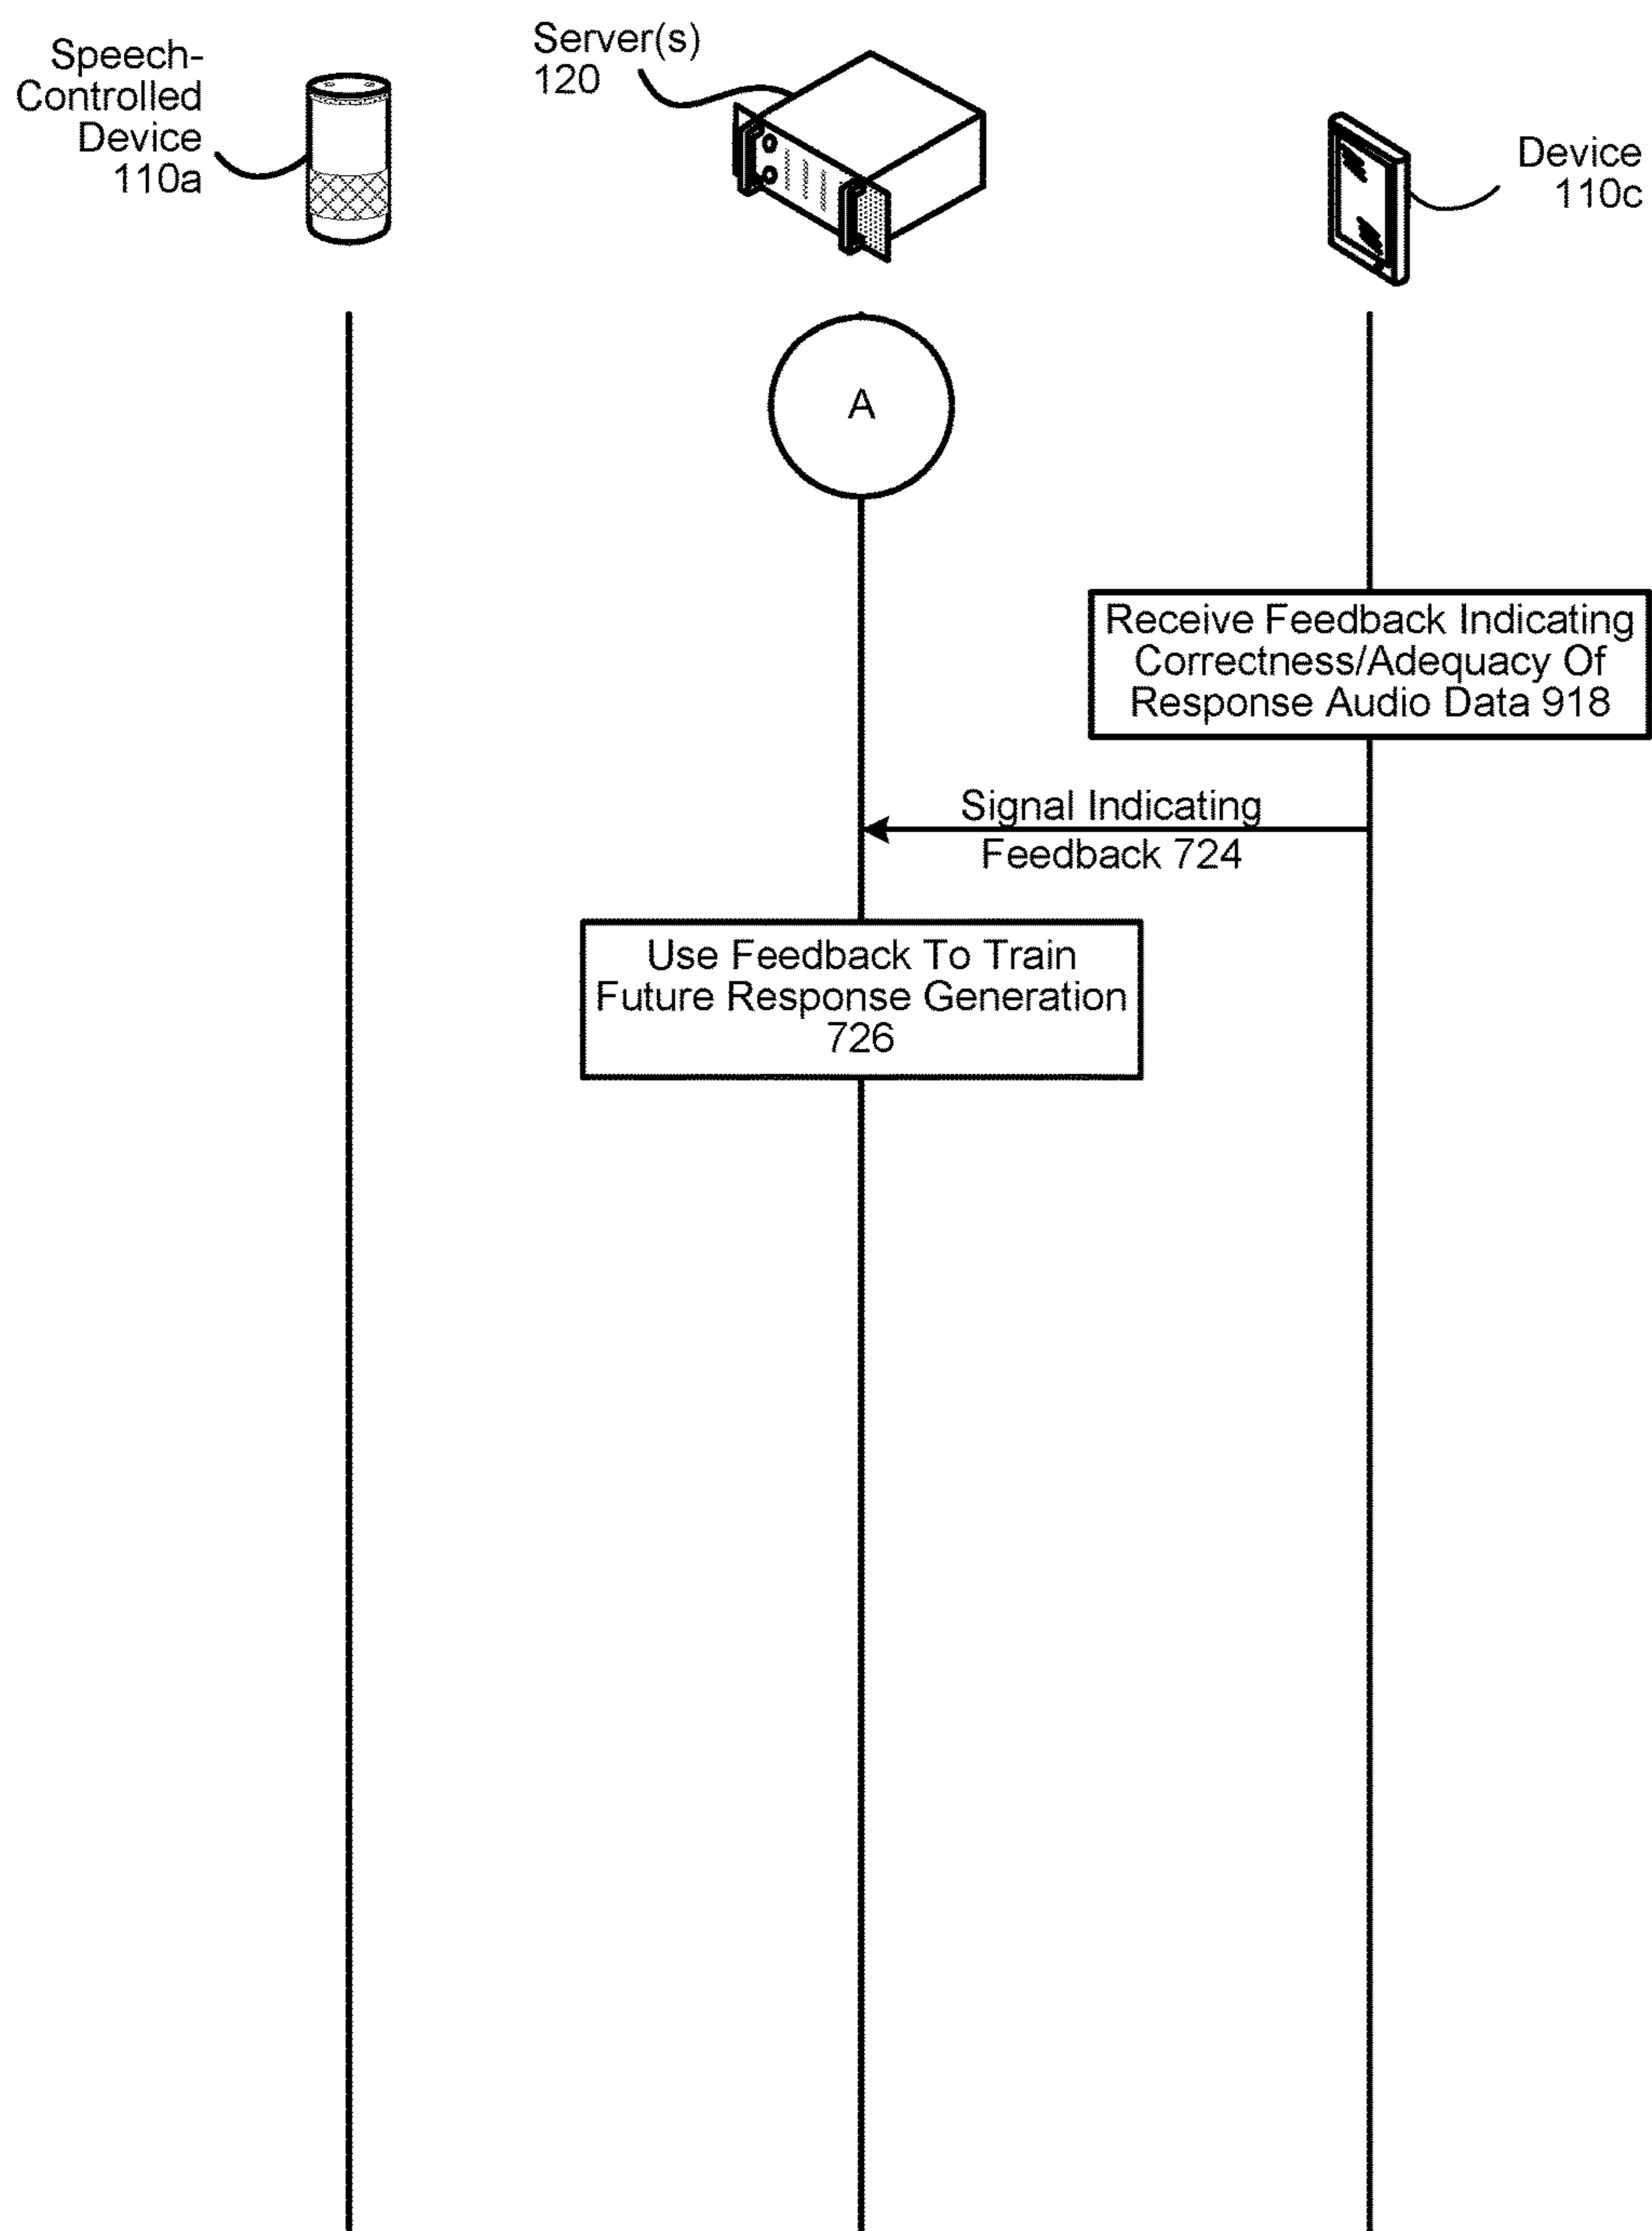 Speech-
Controlled
Device
110a
Server(s)
120
Device
110c
A
Receive Feedback Indicating
Correctness/Adequacy Of
Response Audio Data 918
Signal Indicating
Feedback 724
Use Feedback To Train
Future Response Generation
726